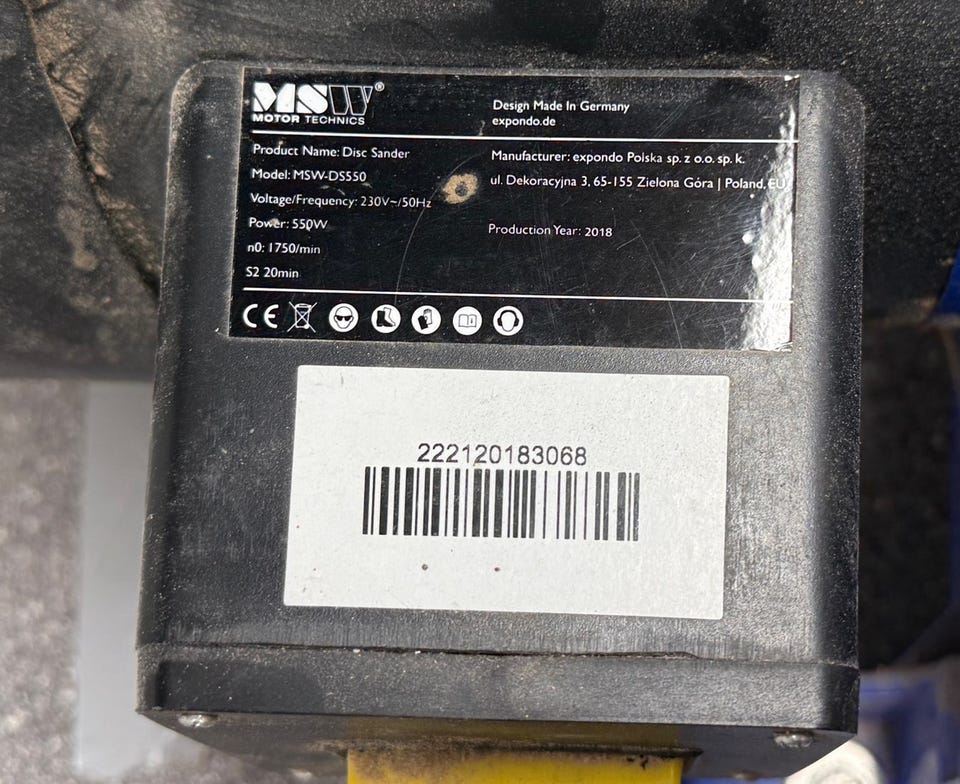 MSW®
MOTOR TECHNICS
Design Made In Germany
expondo.de
Product Name: Disc Sander
Model: MSW-DS550
Voltage/Frequency: 230V~/50Hz
Power: 550W
n0: 1750/min
S2 20min
Manufacturer: expondo Polska sp. z o.o. sp. k.
ul. Dekoracyjna 3, 65-155 Zielona Góra | Poland, EU
Production Year: 2018
CE
222120183068